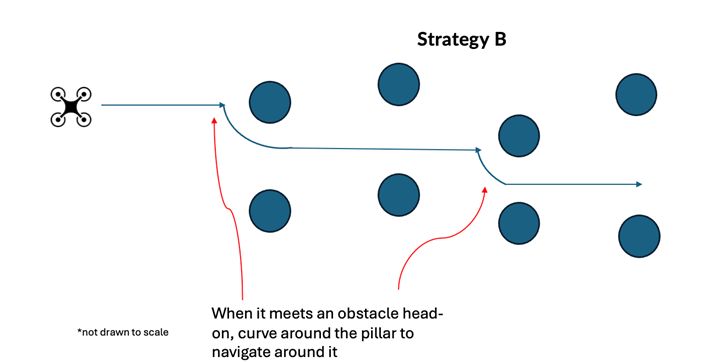 Strategy B
When it meets an obstacle head-
on, curve around the pillar to
navigate around it
*not drawn to scale